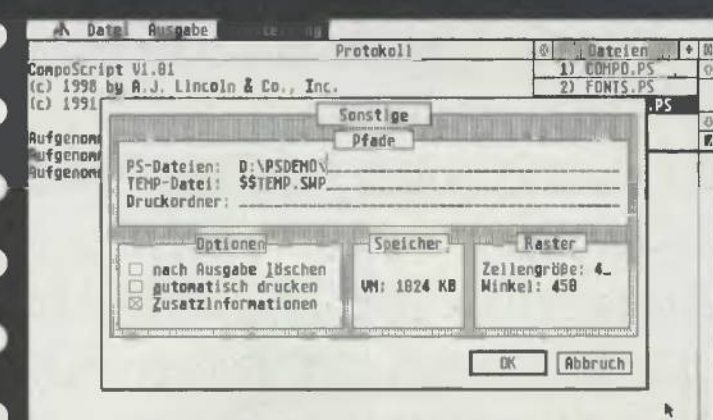 Datei Ausgabe
Protokoll
Dateien
CompoScript V1.01
(c) 1998 by A.J. Lincoln & Co., Inc.
(c) 1991
1) COMPO.PS
2) FONTS.PS
.PS
Aufgenom
Aufgenom
Aufgenom
Sonstige
Pfade
PS-Dateien: D:\PSDEMO\
TEMP-Datei: $$TEMP.SWP
Druckordner:
Optionen
nach Ausgabe löschen
automatisch drucken
Zusatzinformationen
Speicher
VM: 1024 KB
Raster
Zellengröße: 4
Winkel: 450
OK
Abbruch